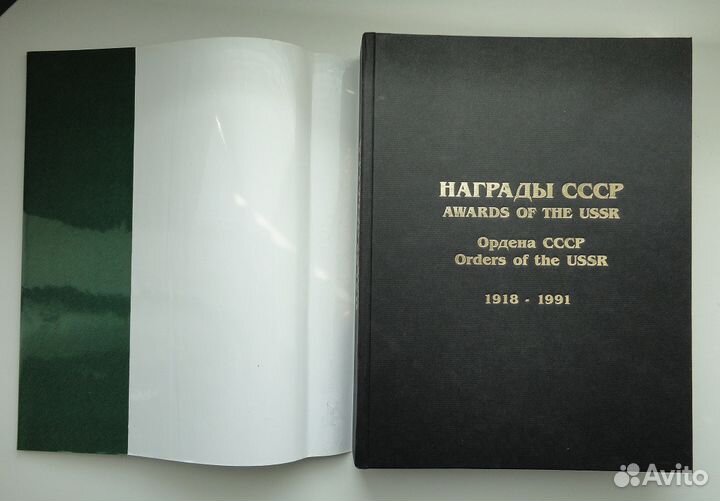 НАГРАДЫ СССР
AWARDS OF THE USSR
Ордена СССР
Orders of the USSR
1918 - 1991
Avito